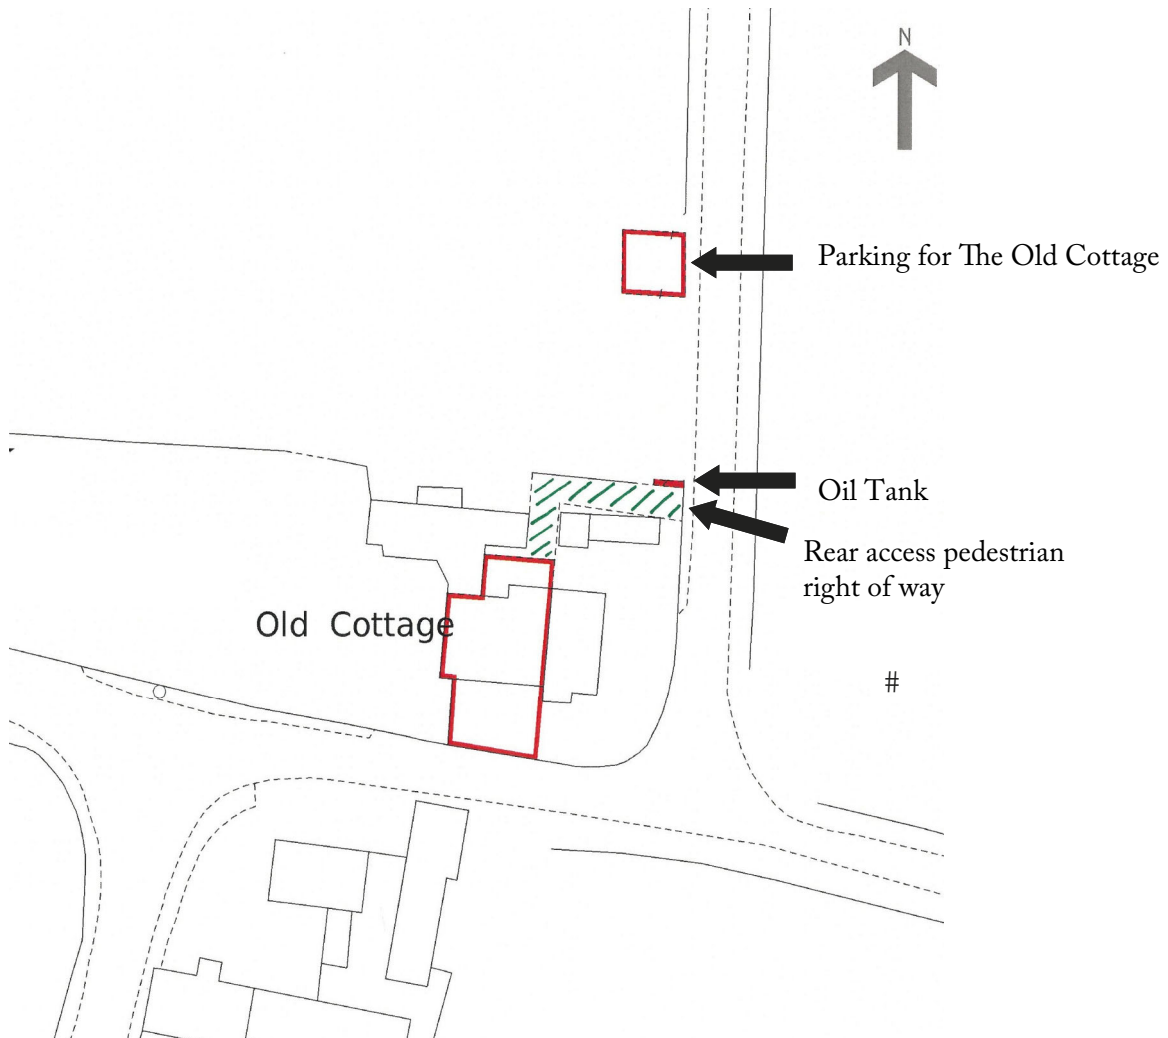 N
Parking for The Old Cottage
Oil Tank
Rear access pedestrian
right of way
Old Cottage
#